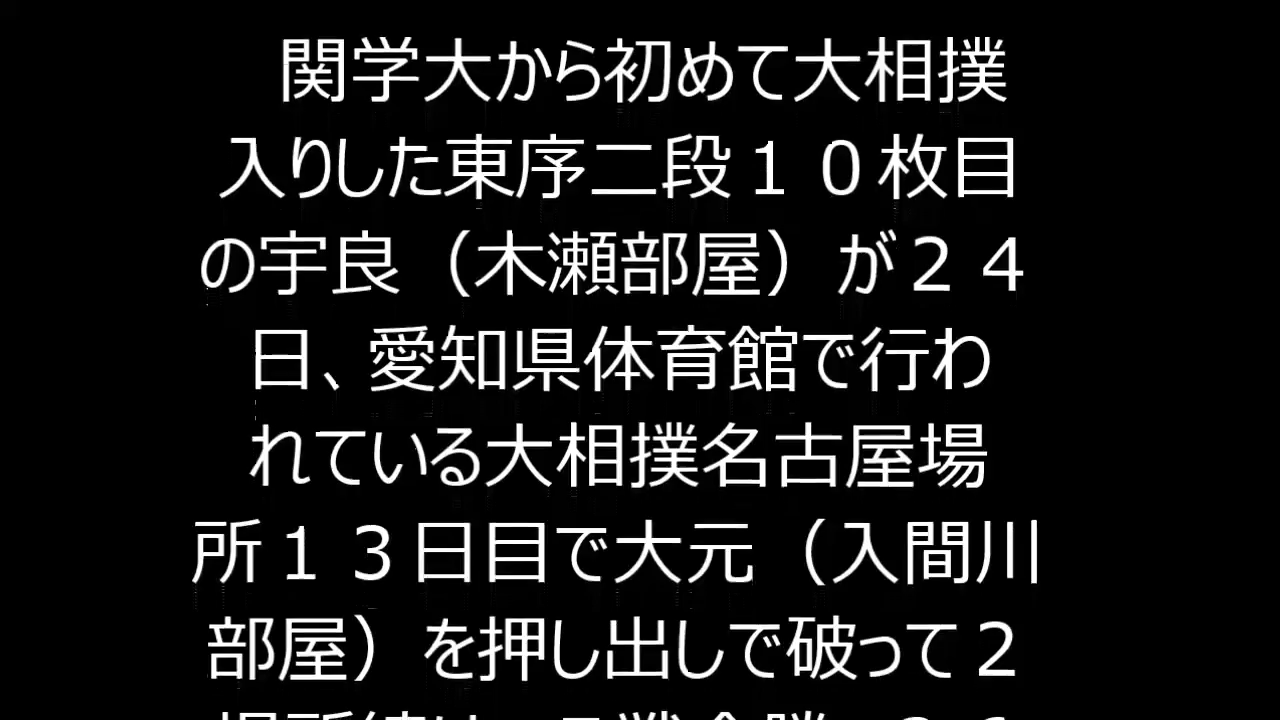 関学大から初めて大相撲
入りした東序二段１０枚目
の宇良（木瀬部屋）が２４
日、愛知県体育館で行わ
れている大相撲名古屋場
所１３日目で大元（入間川
部屋）を押し出しで破って２